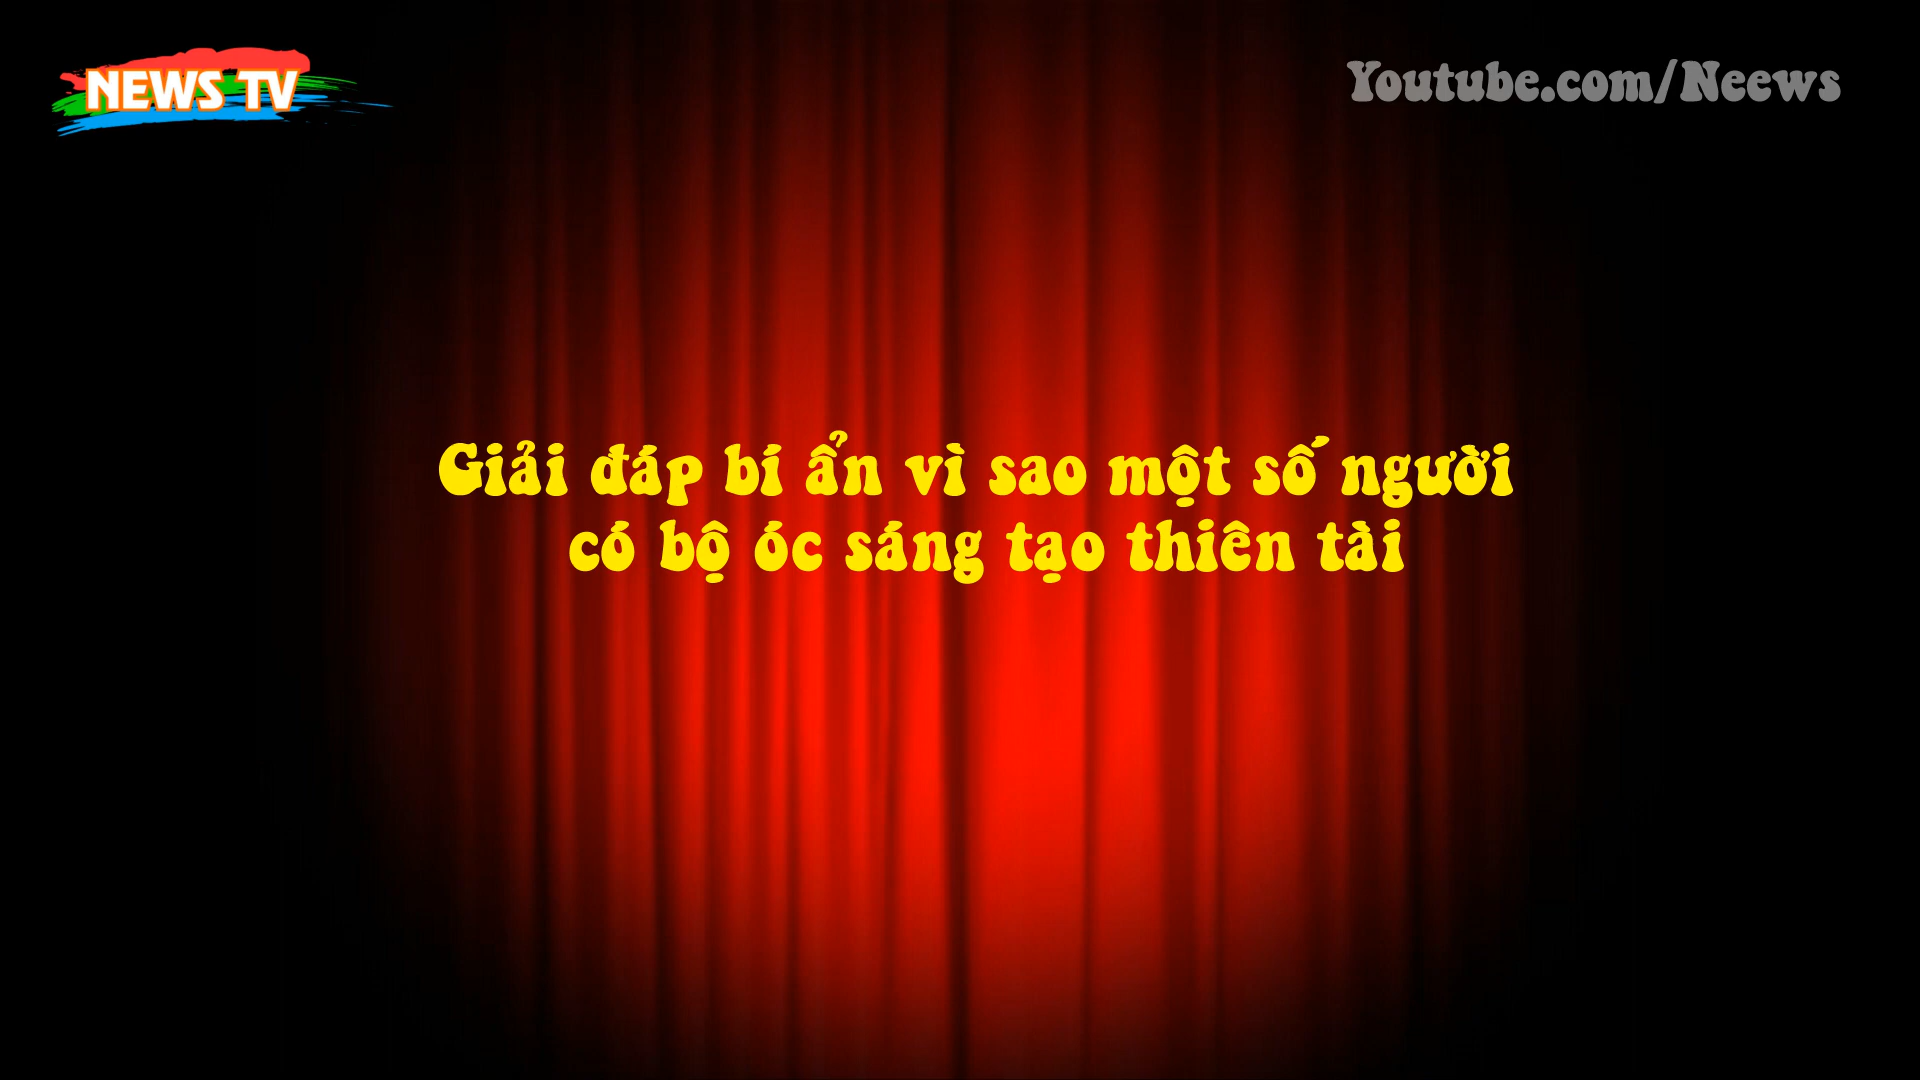 NEWS TV
Youtube.com/Neews
Giải đáp bí ẩn vì sao một số người
có bộ óc sáng tạo thiên tài